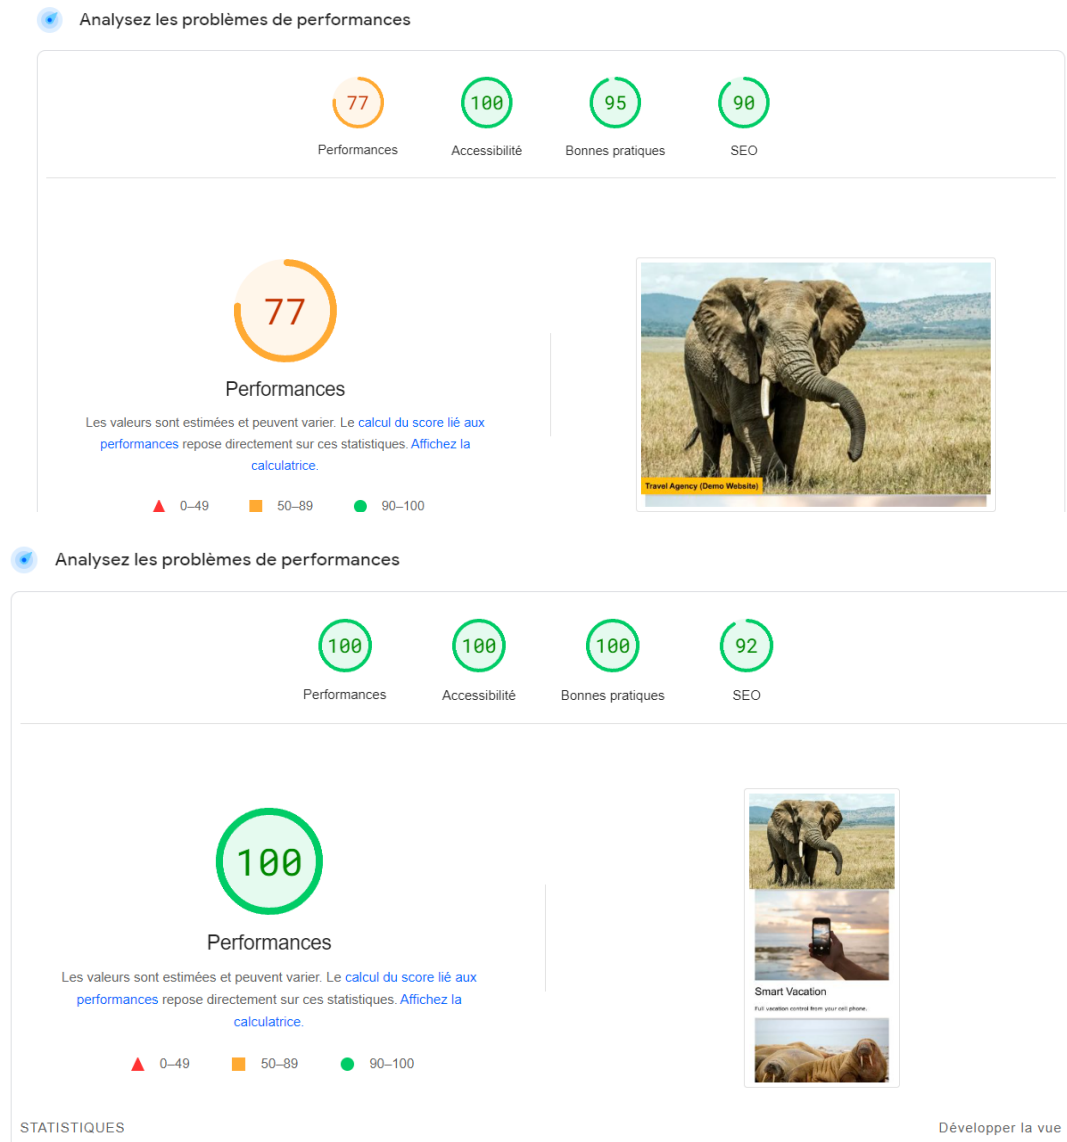 Analysez les problèmes de performances
77
100
95
90
Performances
Accessibilité
Bonnes pratiques
SEO
77
Performances
Les valeurs sont estimées et peuvent varier. Le calcul du score lié aux
performances repose directement sur ces statistiques. Affichez la
calculatrice.
0–49
50–89
90–100
Travel Agency (Demo Website)
Analysez les problèmes de performances
100
100
100
92
Performances
Accessibilité
Bonnes pratiques
SEO
100
Performances
Les valeurs sont estimées et peuvent varier. Le calcul du score lié aux
performances repose directement sur ces statistiques. Affichez la
calculatrice.
0–49
50–89
90–100
Smart Vacation
Full vacation control from your cell phone.
STATISTIQUES
Développer la vue